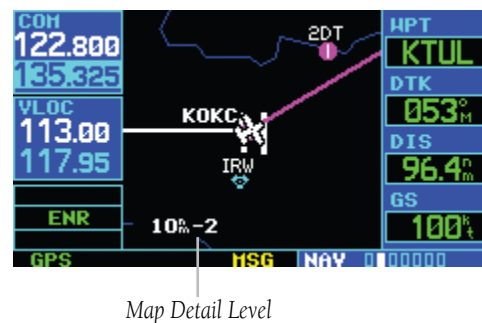 COM
122.800
135.325
VLOC
113.00
117.95
ENR
GPS
2DT
KOKC
IRW
10nm-2
MSG
NAV
WPT
KTUL
DTK
053°M
DIS
96.4nm
GS
100kt
Map Detail Level